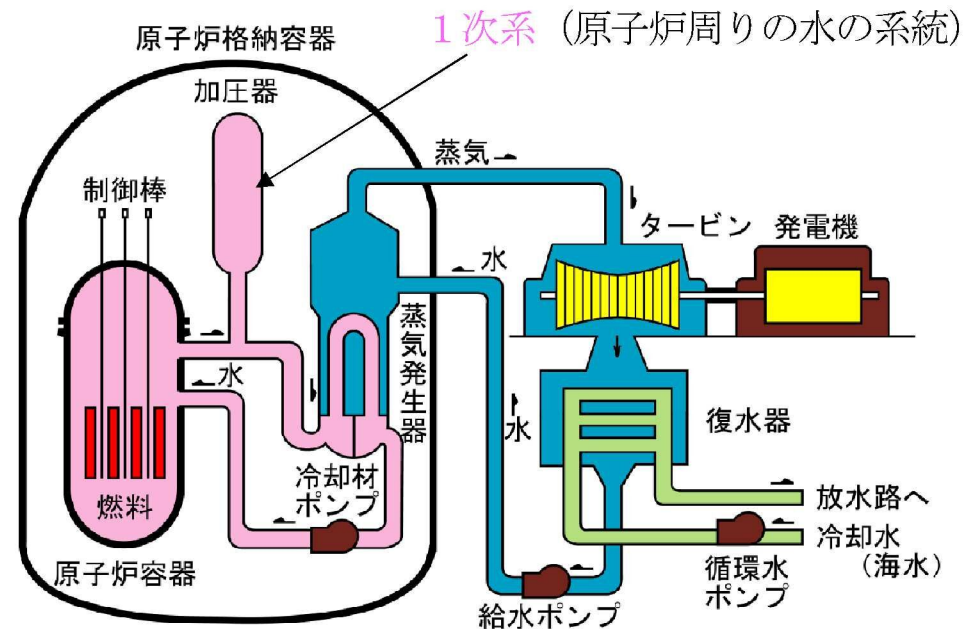 1次系（原子炉周りの水の系統）
原子炉格納容器
加圧器
蒸気
制御棒
タービン
発電機
水
蒸気発生器
水
水
復水器
冷却材
ポンプ
燃料
放水路へ
冷却水
（海水）
原子炉容器
循環水
ポンプ
給水ポンプ